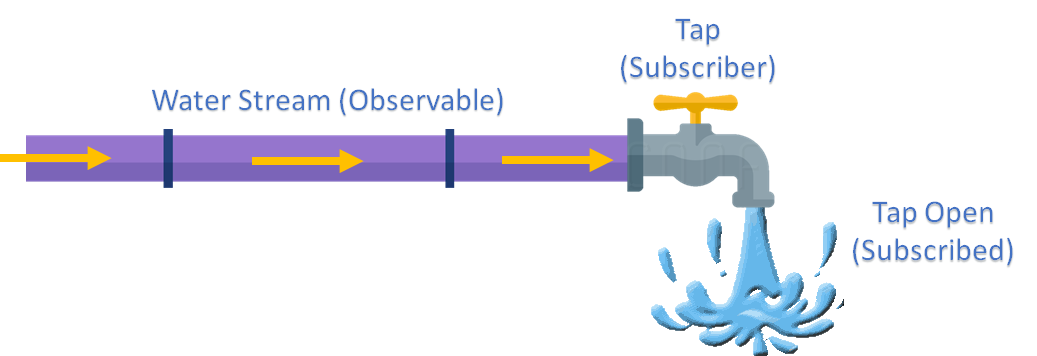 Tap
(Subscriber)
Water Stream (Observable)
Tap Open
(Subscribed)